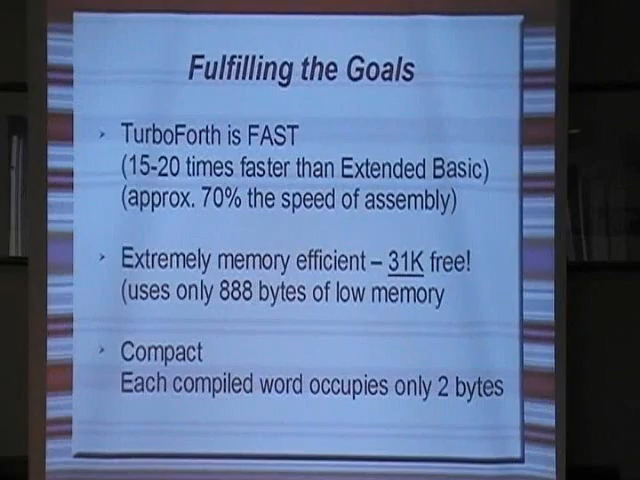 Fulfilling the Goals
TurboForth is FAST
(15-20 times faster than Extended Basic)
(approx. 70% the speed of assembly)
Extremely memory efficient – 31K free!
(uses only 888 bytes of low memory
Compact
Each compiled word occupies only 2 bytes